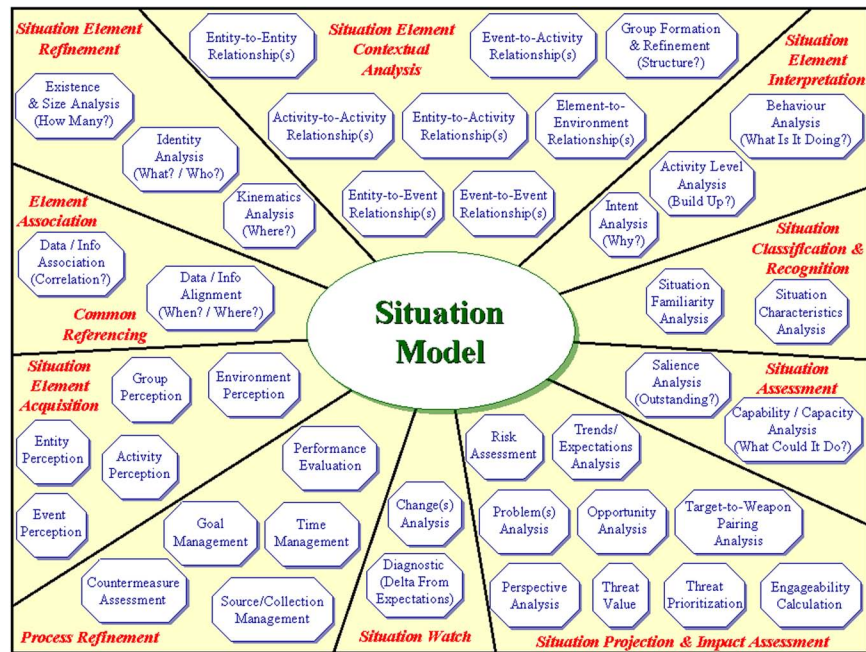 Situation Element
Refinement
Existence
& Size Analysis
(How Many?)
Identity
Analysis
(What? / Who?)
Kinematics
Analysis
(Where?)
Situation Element
Contextual
Analysis
Entity-to-Entity
Relationship(s)
Event-to-Activity
Relationship(s)
Group Formation
& Refinement
(Structure?)
Activity-to-Activity
Relationship(s)
Entity-to-Activity
Relationship(s)
Element-to-
Environment
Relationship(s)
Entity-to-Event
Relationship(s)
Event-to-Event
Relationship(s)
Situation
Element
Interpretation
Behaviour
Analysis
(What Is It Doing?)
Activity Level
Analysis
(Build Up?)
Intent
Analysis
(Why?)
Element
Association
Data / Info
Association
(Correlation?)
Data / Info
Alignment
(When? / Where?)
Common
Referencing
Situation
Model
Situation
Classification &
Recognition
Situation
Familiarity
Analysis
Situation
Characteristics
Analysis
Situation
Element
Acquisition
Group
Perception
Environment
Perception
Entity
Perception
Activity
Perception
Event
Perception
Situation
Assessment
Salience
Analysis
(Outstanding?)
Capability / Capacity
Analysis
(What Could It Do?)
Performance
Evaluation
Goal
Management
Time
Management
Countermeasure
Assessment
Source/Collection
Management
Process Refinement
Change(s)
Analysis
Diagnostic
(Delta From
Expectations)
Situation Watch
Risk
Assessment
Trends/
Expectations
Analysis
Problem(s)
Analysis
Opportunity
Analysis
Target-to-Weapon
Pairing
Analysis
Perspective
Analysis
Threat
Value
Threat
Prioritization
Engageability
Calculation
Situation Projection & Impact Assessment